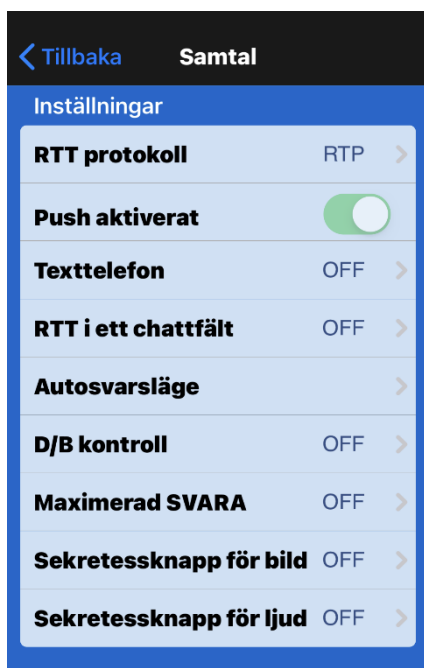 Tillbaka Samtal
Inställningar
RTT protokoll RTP
Push aktiverat
Texttelefon OFF
RTT i ett chattfält OFF
Autosvarsläge
D/B kontroll OFF
Maximerad SVARA OFF
Sekretessknapp för bild OFF
Sekretessknapp för ljud OFF